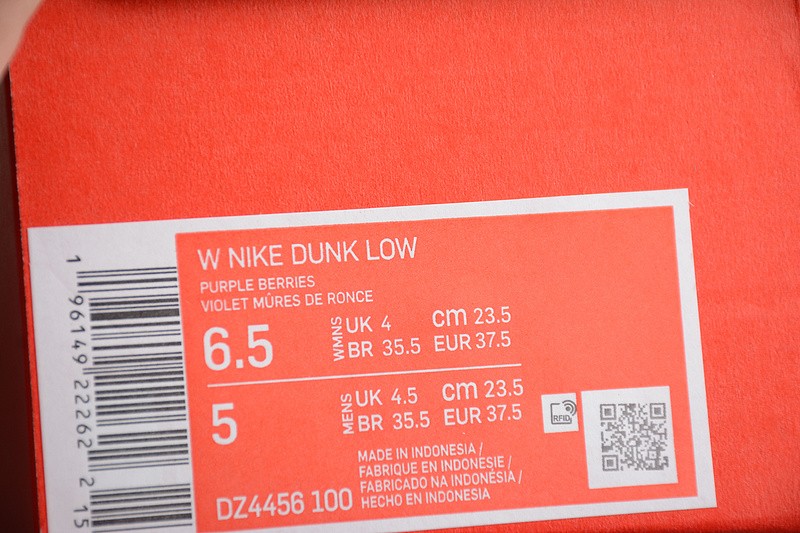 W NIKE DUNK LOW
PURPLE BERRIES
VIOLET MÛRES DE RONCE
6.5
WMNS
UK 4 cm 23.5
BR 35.5 EUR 37.5
5
MENS
UK 4.5 cm 23.5
BR 35.5 EUR 37.5
RFID
MADE IN INDONESIA /
FABRIQUE EN INDONESIE /
FABRICADO NA INDONÉSIA /
HECHO EN INDONESIA
DZ4456 100
1 96149 22262 2 15